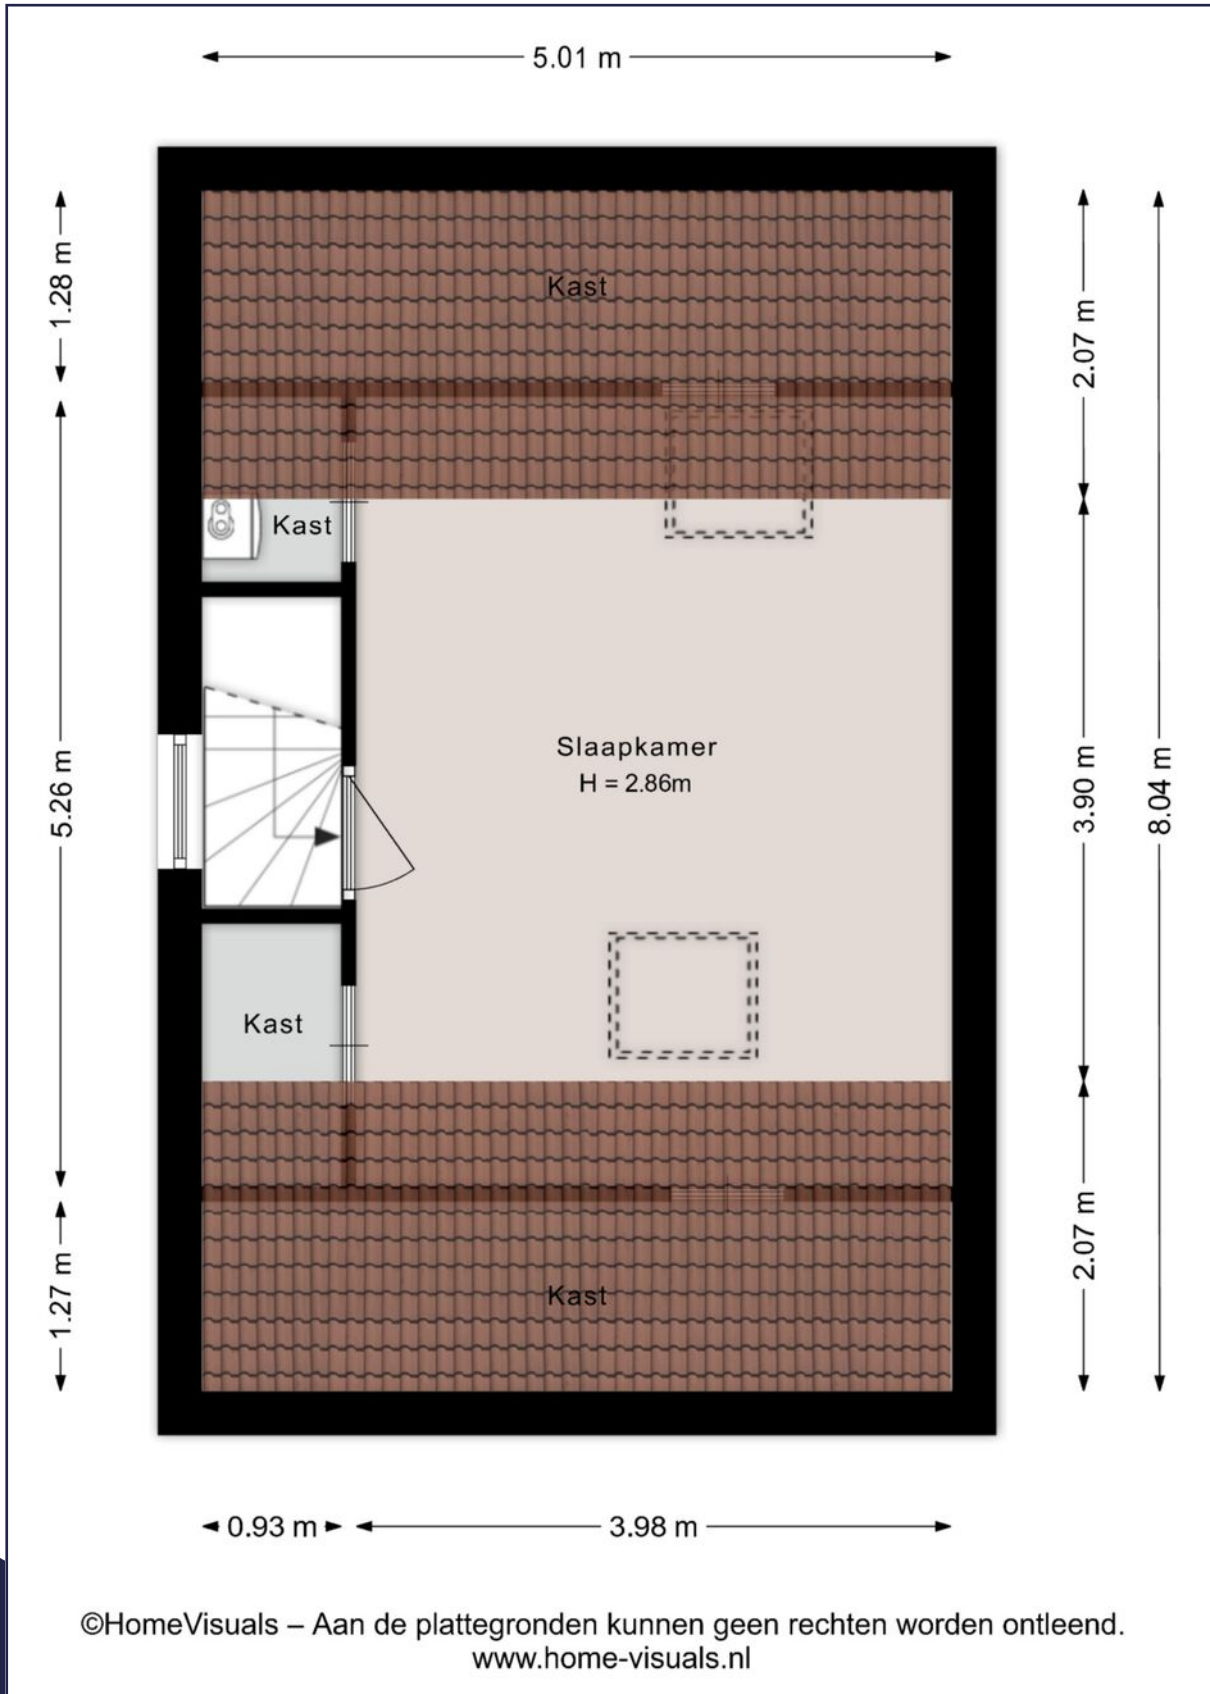 5.01 m
1.28 m
2.07 m
Kast
Kast
Slaapkamer
H = 2.86m
5.26 m
3.90 m
8.04 m
Kast
2.07 m
1.27 m
Kast
0.93 m
3.98 m
©HomeVisuals – Aan de plattegronden kunnen geen rechten worden ontleend.
www.home-visuals.nl